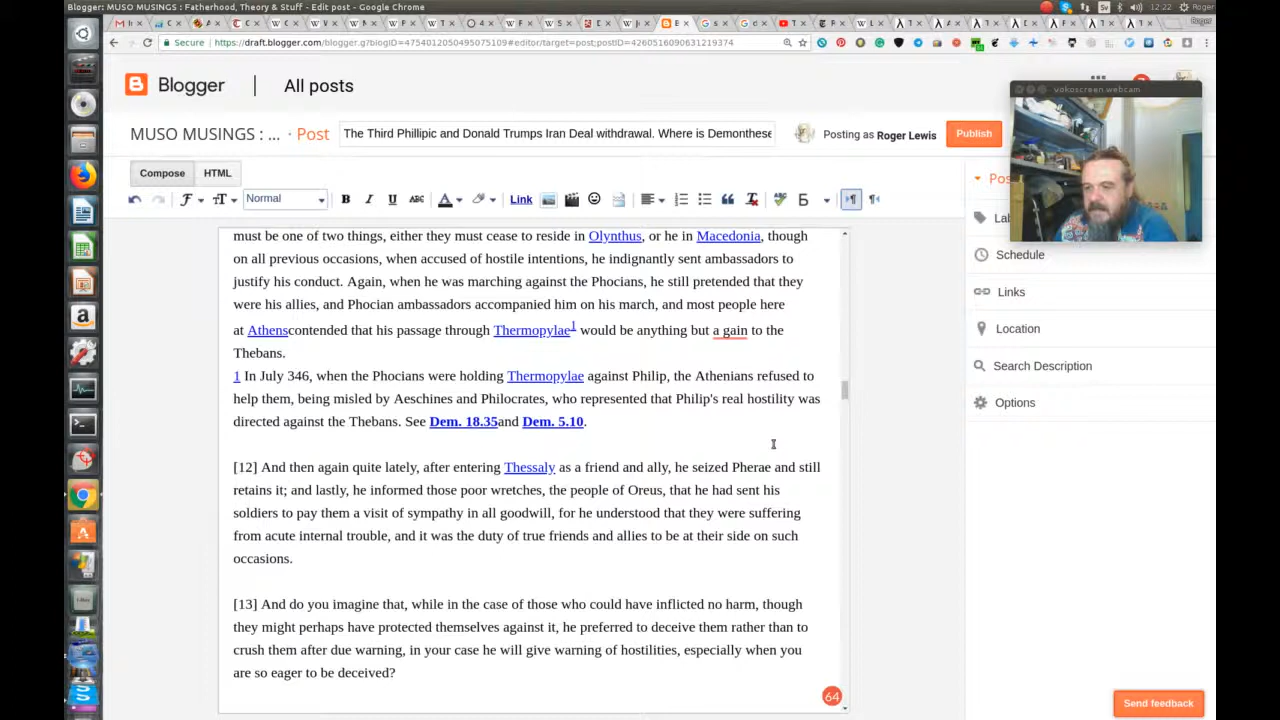 Blogger: MUSO MUSINGS : Fatherhood, Theory & Stuff - Edit post - Google Chrome
Sv
12:22
Roger
Roger
Secure
https://draft.blogger.com/blogger.g?blogID=4754012050495075109#editor/target=post;postID=4260516090631219374
Blogger
All posts
vokoscreen webcam
MUSO MUSINGS : ... · Post
The Third Phillipic and Donald Trumps Iran Deal withdrawal. Where is Demonthese
Posting as Roger Lewis
Publish
Compose
HTML
Normal
Link
Schedule
Links
Location
Search Description
Options
must be one of two things, either they must cease to reside in Olynthus, or he in Macedonia, though
on all previous occasions, when accused of hostile intentions, he indignantly sent ambassadors to
justify his conduct. Again, when he was marching against the Phocians, he still pretended that they
were his allies, and Phocian ambassadors accompanied him on his march, and most people here
at Athenscontended that his passage through Thermopylae1 would be anything but a gain to the
Thebans.
1 In July 346, when the Phocians were holding Thermopylae against Philip, the Athenians refused to
help them, being misled by Aeschines and Philocrates, who represented that Philip's real hostility was
directed against the Thebans. See Dem. 18.35and Dem. 5.10.
[12] And then again quite lately, after entering Thessaly as a friend and ally, he seized Pherae and still
retains it; and lastly, he informed those poor wretches, the people of Oreus, that he had sent his
soldiers to pay them a visit of sympathy in all goodwill, for he understood that they were suffering
from acute internal trouble, and it was the duty of true friends and allies to be at their side on such
occasions.
[13] And do you imagine that, while in the case of those who could have inflicted no harm, though
they might perhaps have protected themselves against it, he preferred to deceive them rather than to
crush them after due warning, in your case he will give warning of hostilities, especially when you
are so eager to be deceived?
64
Send feedback